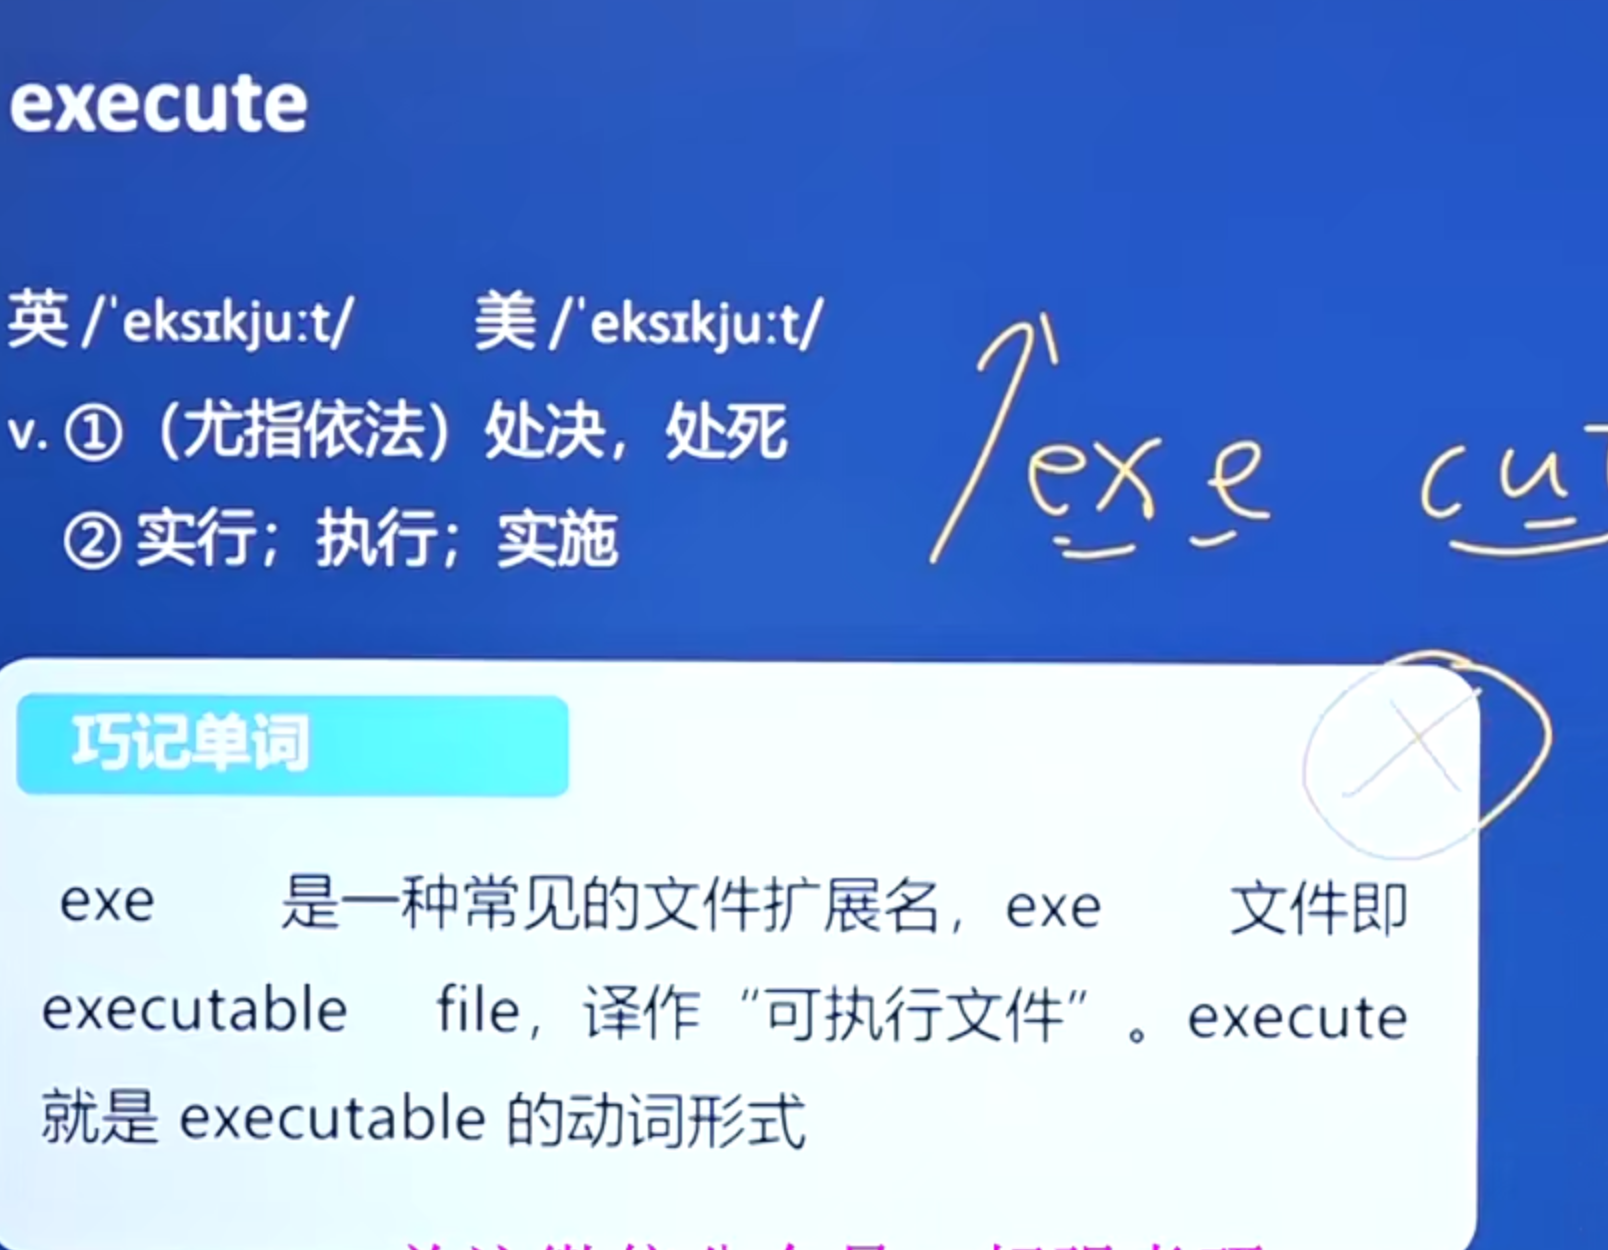 execute
英 /ˈeksɪkjuːt/ 美 /ˈeksɪkjuːt/
v. ①（尤指依法）处决，处死
② 实行；执行；实施
exe cu
巧记单词
exe 是一种常见的文件扩展名，exe 文件即
executable file，译作“可执行文件”。execute
就是 executable 的动词形式